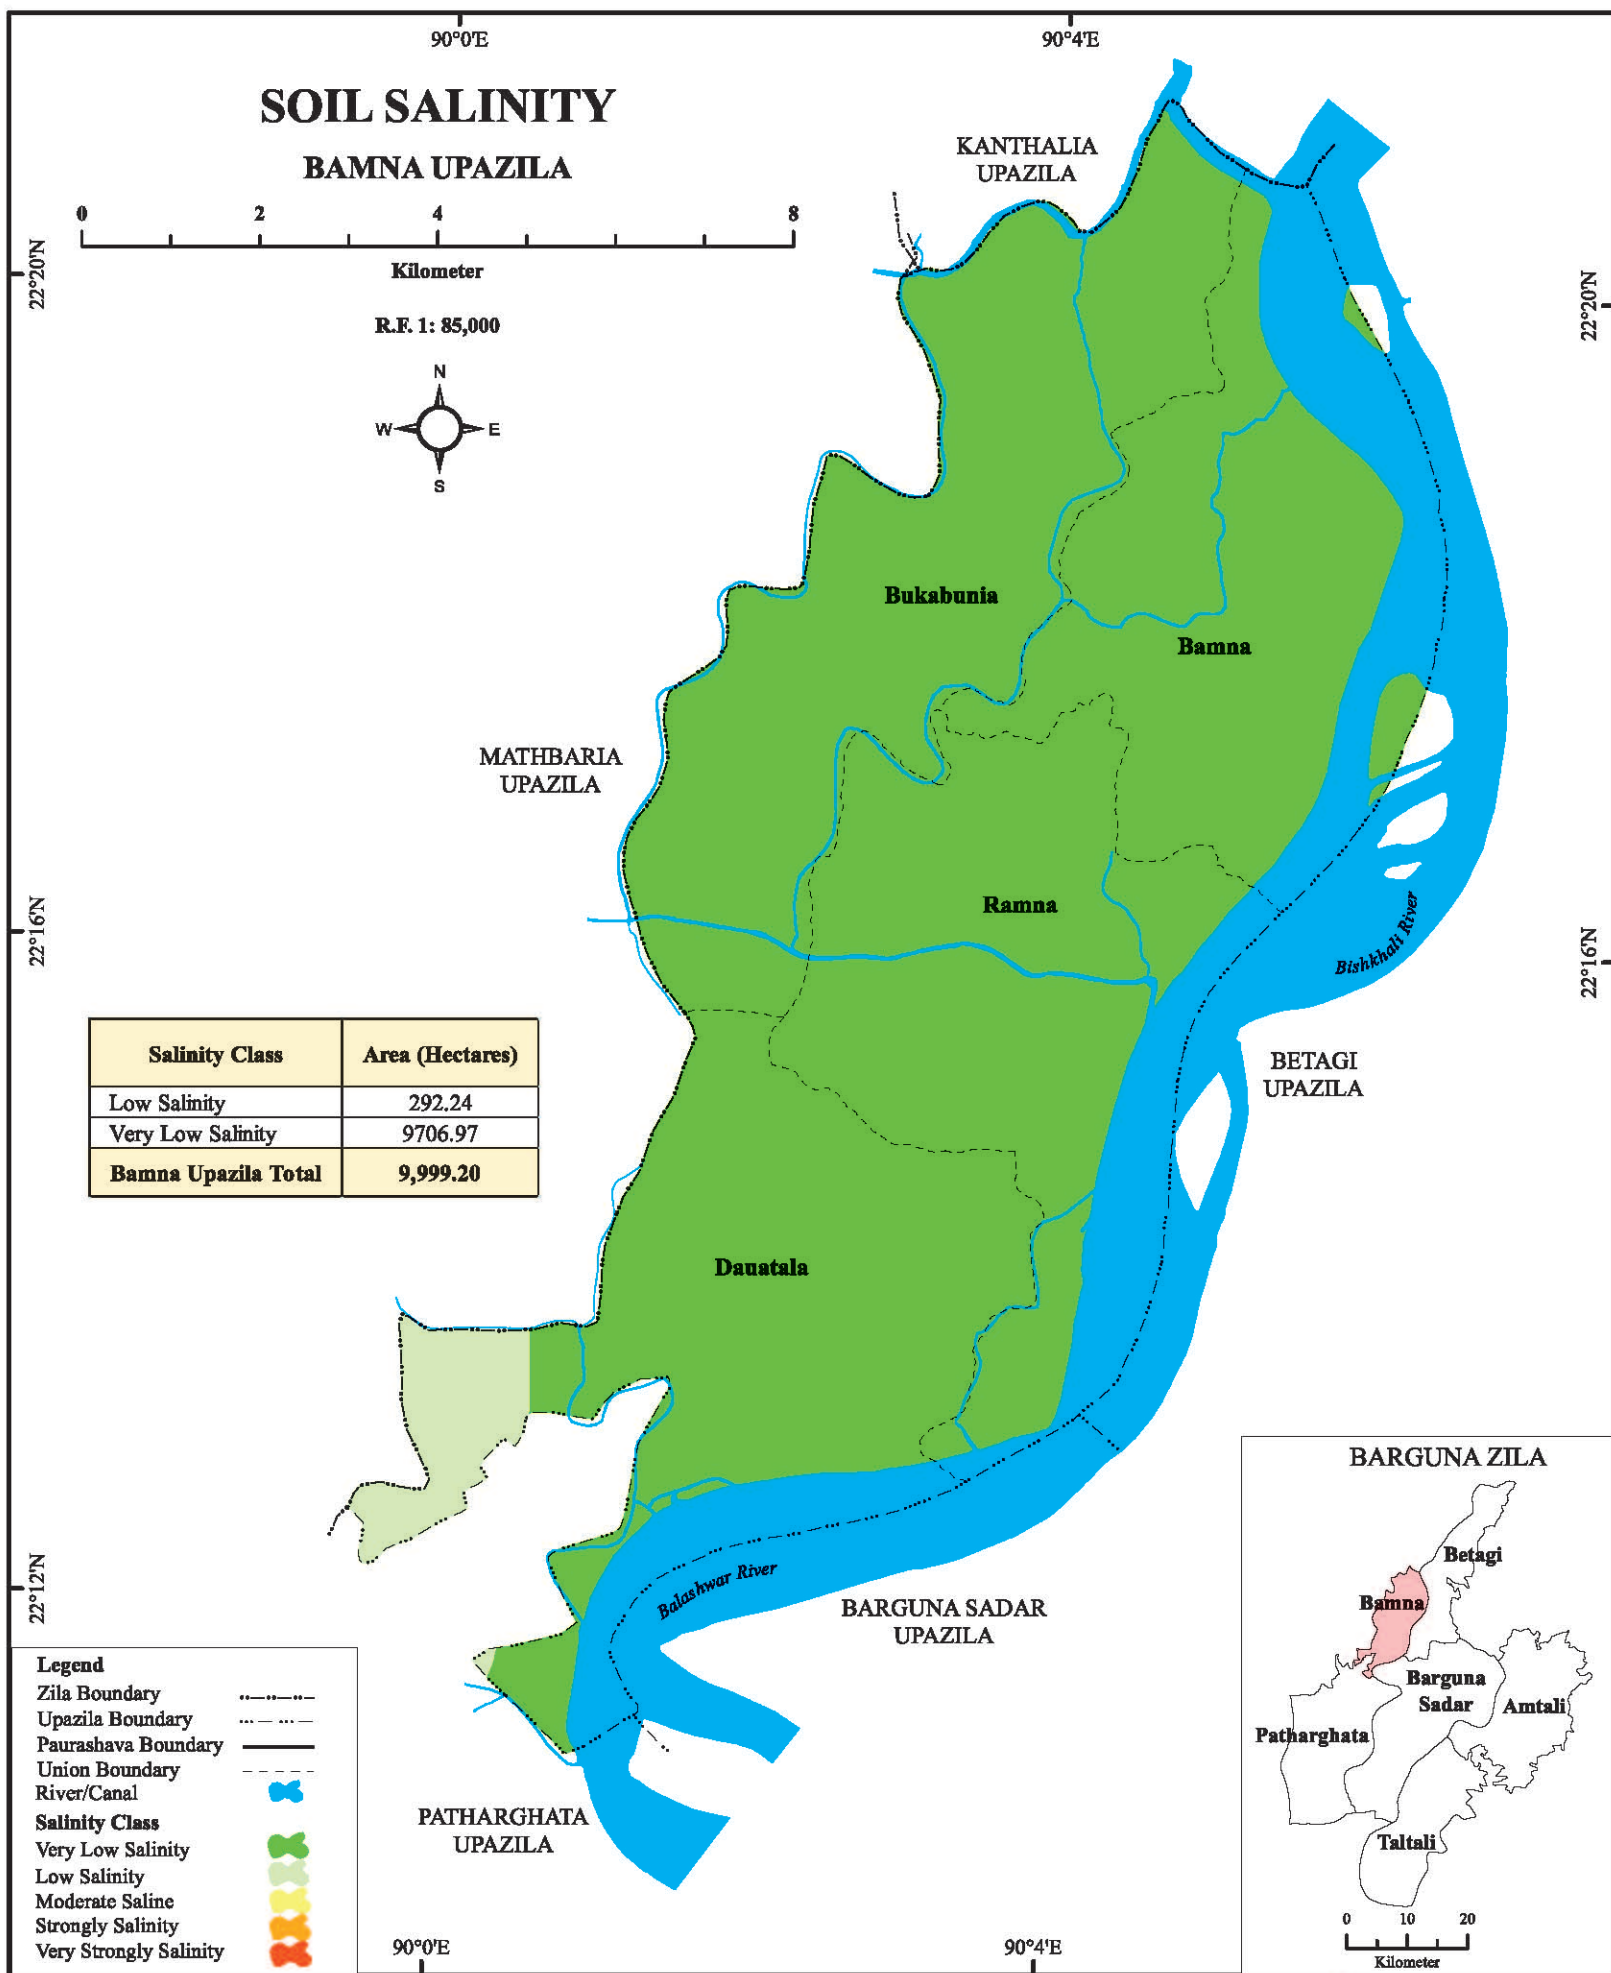 90°0'E
90°4'E
SOIL SALINITY
BAMNA UPAZILA
0 2 4 8
Kilometer
R.F. 1: 85,000
N
W E
S
22°20'N
22°20'N
KANTHALIA
UPAZILA
Bukabunia
Bamna
MATHBARIA
UPAZILA
Ramna
22°16'N
22°16'N
Bishkhali River
Salinity Class Area (Hectares)
Low Salinity 292.24
Very Low Salinity 9706.97
Bamna Upazila Total 9,999.20
BETAGI
UPAZILA
Dauatala
22°12'N
Balashwar River
BARGUNA SADAR
UPAZILA
PATHARGHATA
UPAZILA
Legend
Zila Boundary
Upazila Boundary
Paurashava Boundary
Union Boundary
River/Canal
Salinity Class
Very Low Salinity
Low Salinity
Moderate Saline
Strongly Salinity
Very Strongly Salinity
BARGUNA ZILA
Betagi
Bamna
Barguna
Sadar
Amtali
Patharghata
Taltali
0 10 20
Kilometer
90°0'E
90°4'E